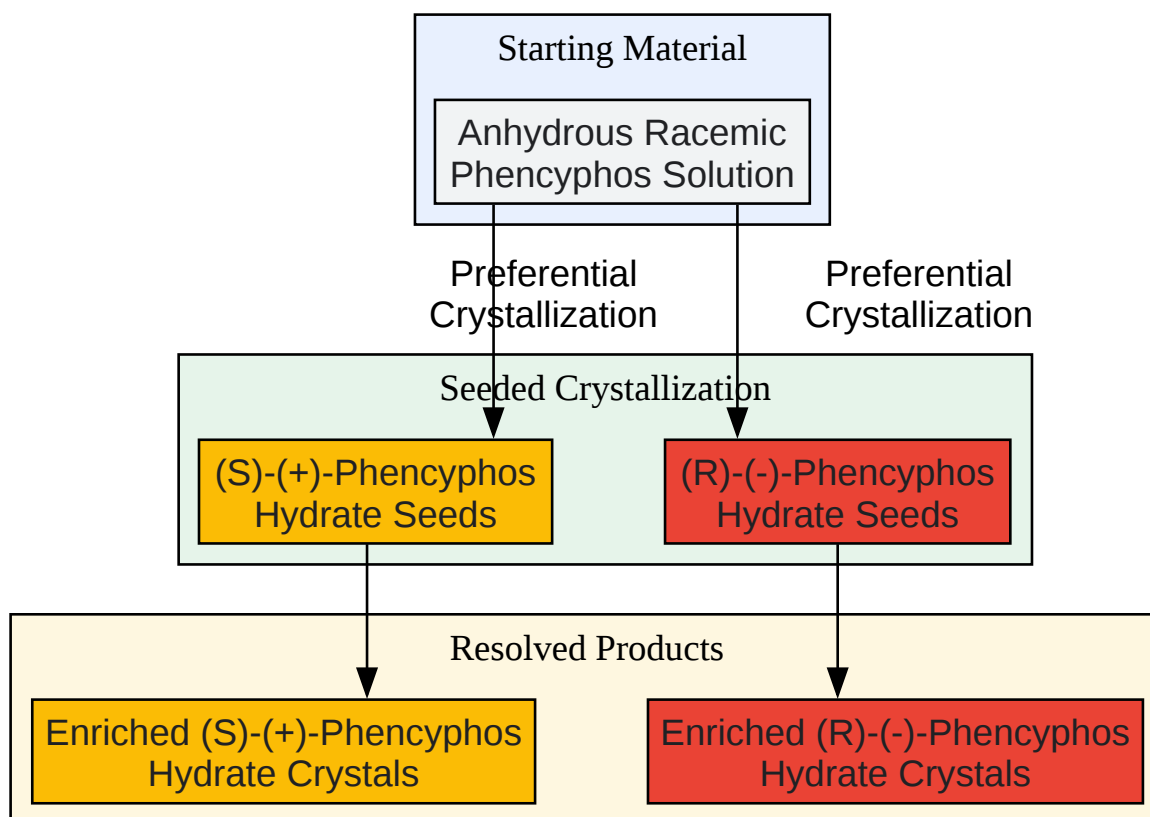 Starting Material
Anhydrous Racemic
Phencyphos Solution
Preferential
Crystallization
Preferential
Crystallization
Seeded Crystallization
(S)-(+)-Phencyphos
Hydrate Seeds
(R)-(-)-Phencyphos
Hydrate Seeds
Resolved Products
Enriched (S)-(+)-Phencyphos
Hydrate Crystals
Enriched (R)-(-)-Phencyphos
Hydrate Crystals